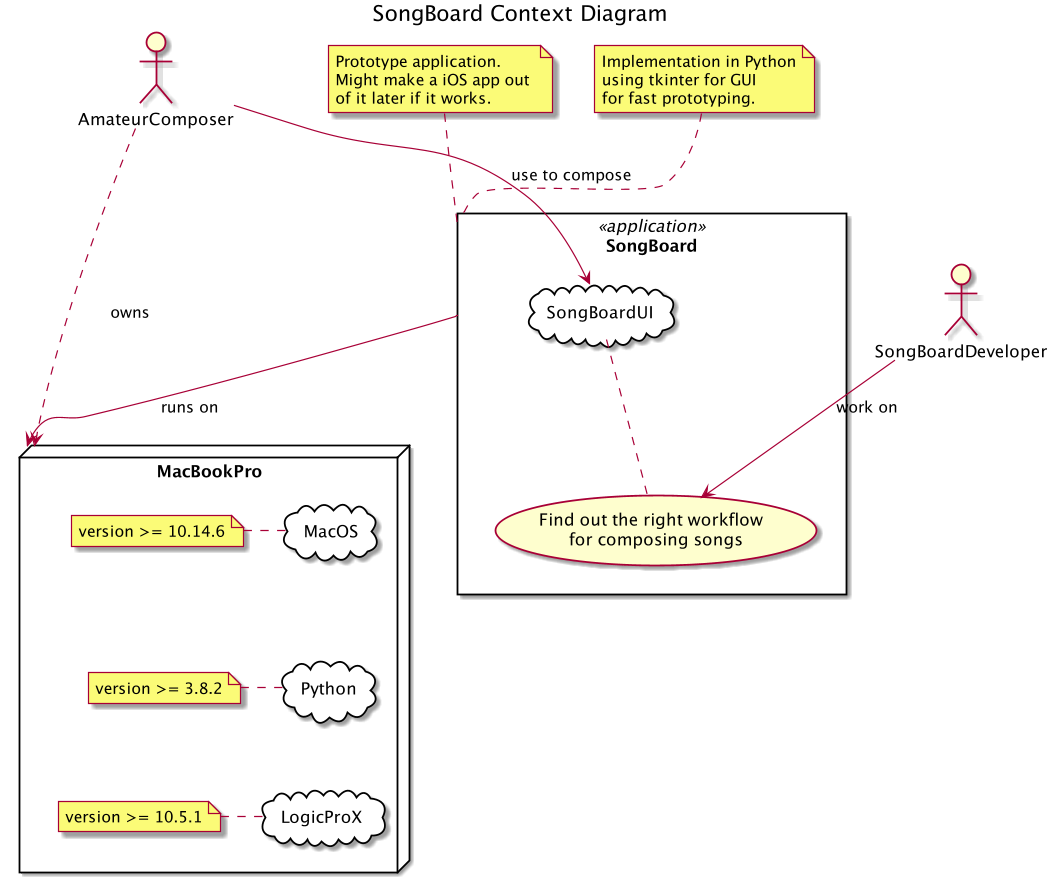 SongBoard Context Diagram
AmateurComposer
Prototype application.
Might make a iOS app out
of it later if it works.
Implementation in Python
using tkinter for GUI
for fast prototyping.
use to compose
«application»
SongBoard
SongBoardUI
owns
SongBoardDeveloper
runs on
work on
MacBookPro
version >= 10.14.6
MacOS
Find out the right workflow
for composing songs
version >= 3.8.2
Python
version >= 10.5.1
LogicProX